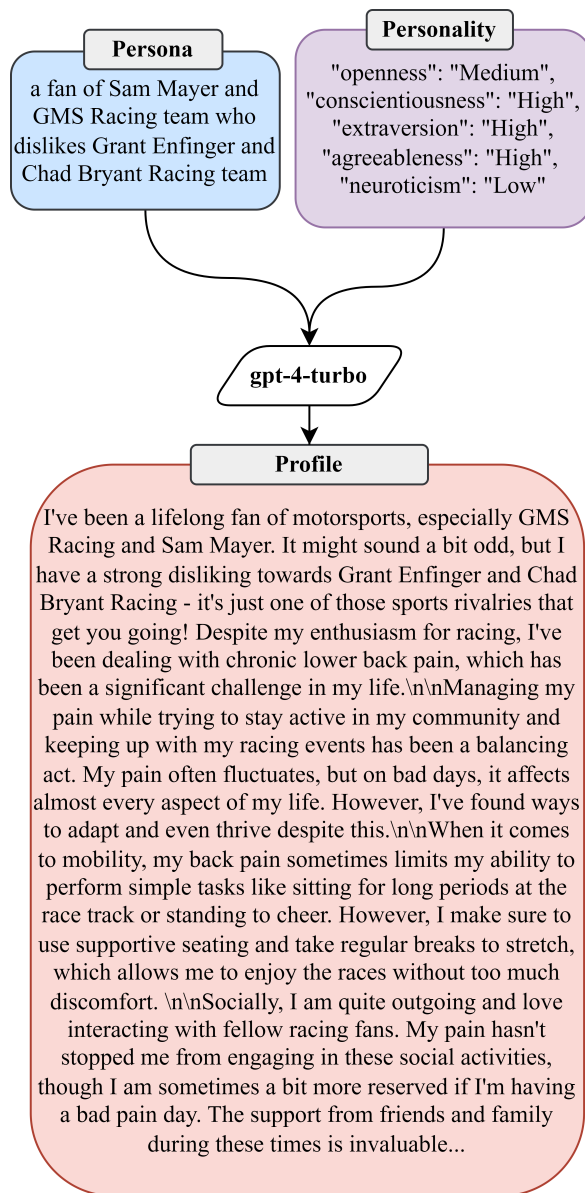 Persona
a fan of Sam Mayer and
GMS Racing team who
dislikes Grant Enfinger and
Chad Bryant Racing team
Personality
"openness": "Medium",
"conscientiousness": "High",
"extraversion": "High",
"agreeableness": "High",
"neuroticism": "Low"
gpt-4-turbo
Profile
I've been a lifelong fan of motorsports, especially GMS
Racing and Sam Mayer. It might sound a bit odd, but I
have a strong disliking towards Grant Enfinger and Chad
Bryant Racing - it's just one of those sports rivalries that
get you going! Despite my enthusiasm for racing, I've
been dealing with chronic lower back pain, which has
been a significant challenge in my life.\n\nManaging my
pain while trying to stay active in my community and
keeping up with my racing events has been a balancing
act. My pain often fluctuates, but on bad days, it affects
almost every aspect of my life. However, I've found ways
to adapt and even thrive despite this.\n\nWhen it comes
to mobility, my back pain sometimes limits my ability to
perform simple tasks like sitting for long periods at the
race track or standing to cheer. However, I make sure to
use supportive seating and take regular breaks to stretch,
which allows me to enjoy the races without too much
discomfort. \n\nSocially, I am quite outgoing and love
interacting with fellow racing fans. My pain hasn't
stopped me from engaging in these social activities,
though I am sometimes a bit more reserved if I'm having
a bad pain day. The support from friends and family
during these times is invaluable...